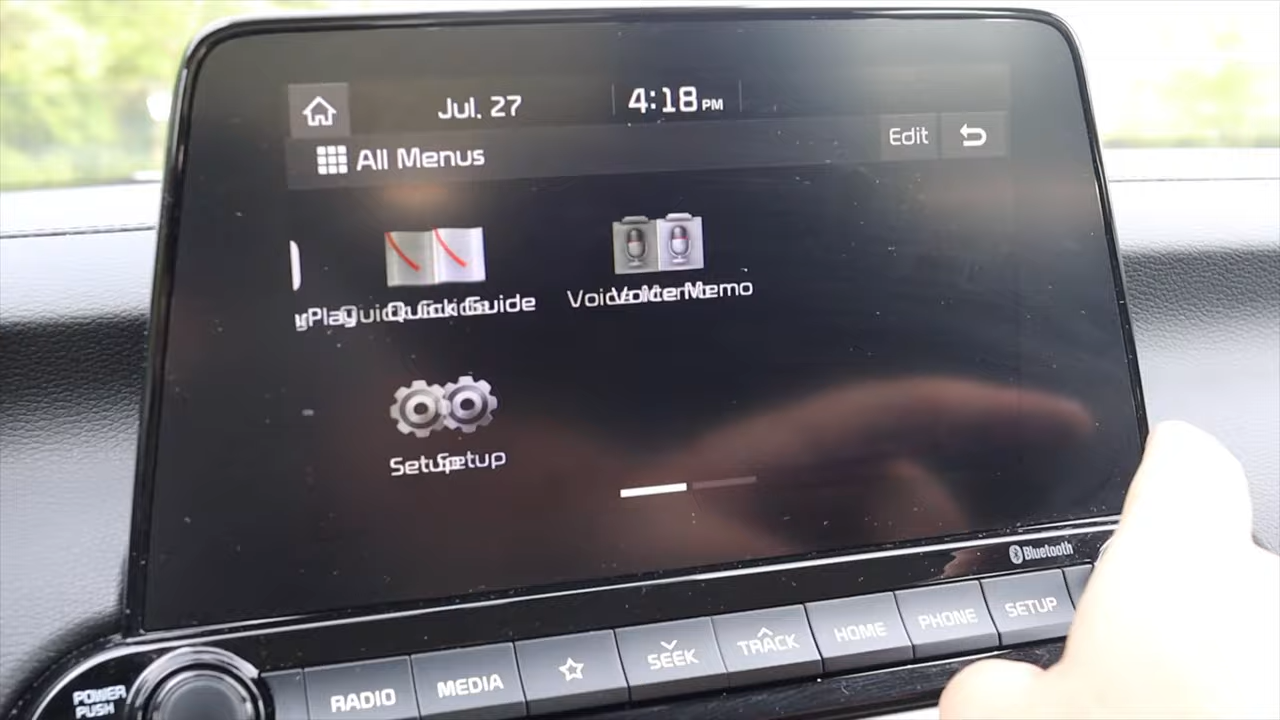 Jul. 27
4:18 PM
All Menus
Edit
Quick Guide
Voice Memo
Setup
Bluetooth
POWER
PUSH
RADIO
MEDIA
SEEK
TRACK
HOME
PHONE
SETUP